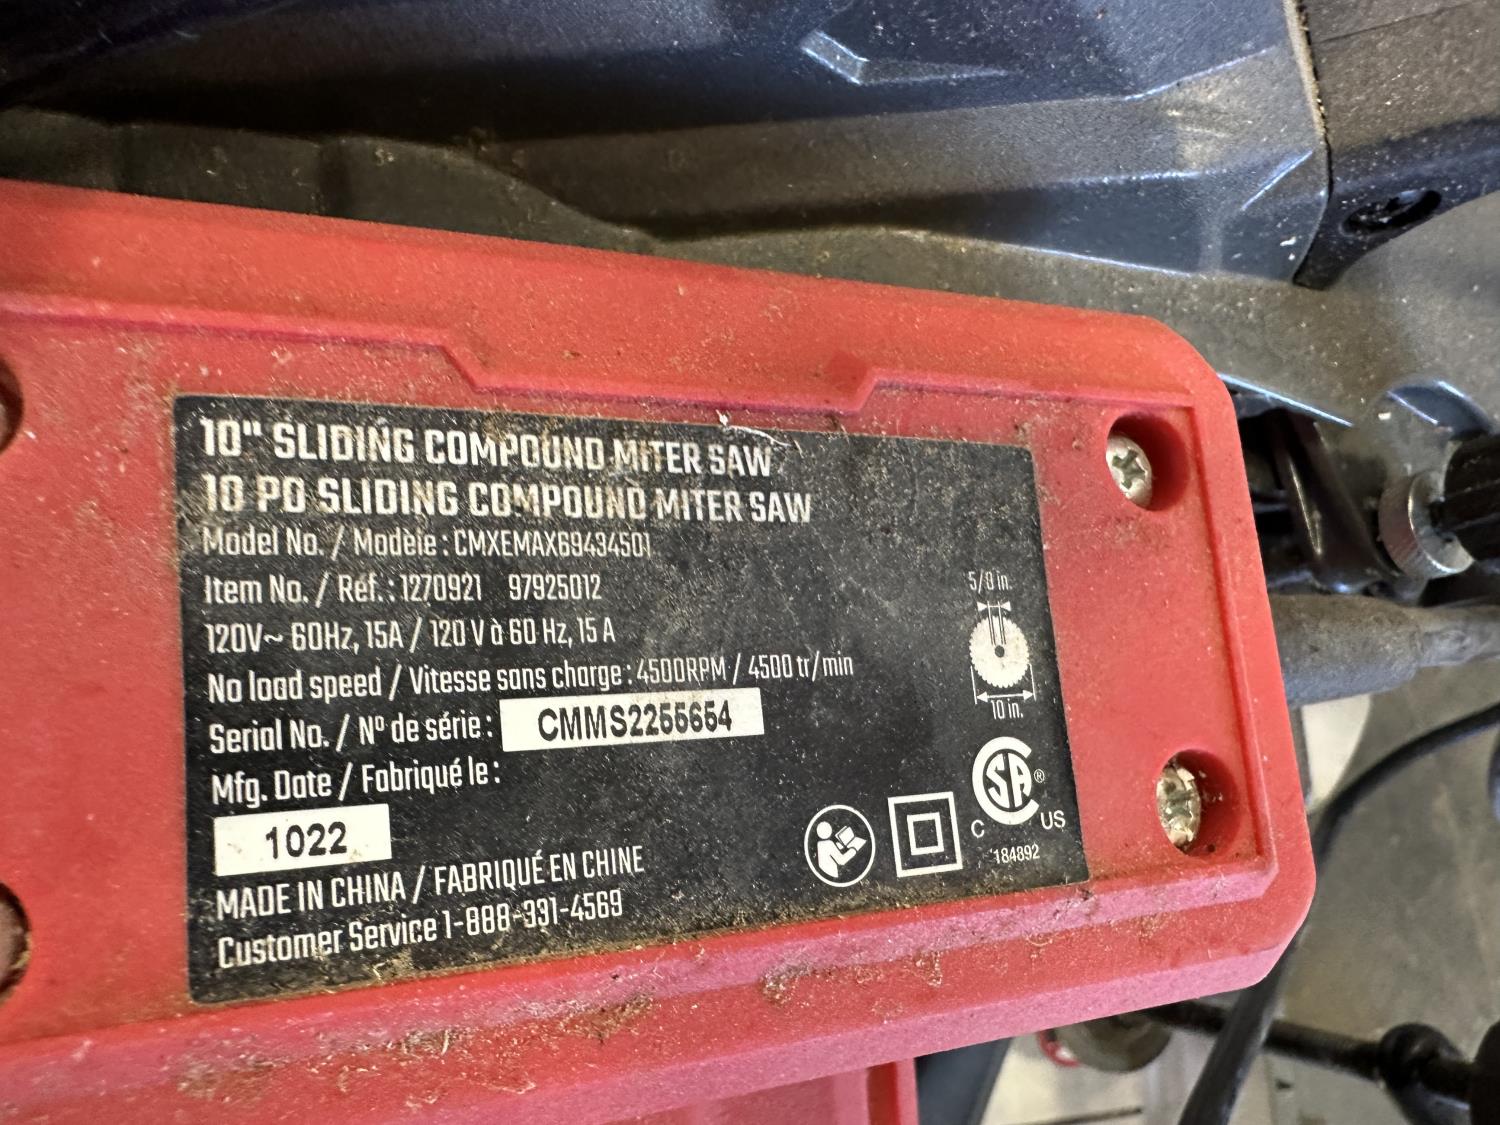 10" SLIDING COMPOUND MITER SAW
10 PO SLIDING COMPOUND MITER SAW
Model No. / Modèle : CMXEMAX69434501
Item No. / Réf. : 1270921 97925012
120V~ 60Hz, 15A / 120 V à 60 Hz, 15 A
No load speed / Vitesse sans charge : 4500RPM / 4500 tr/min
Serial No. / Nº de série : CMMS2255654
Mfg. Date / Fabriqué le :
1022
MADE IN CHINA / FABRIQUÉ EN CHINE
Customer Service 1-888-331-4569
5/8 in.
10 in.
CSA ®
C US
184892